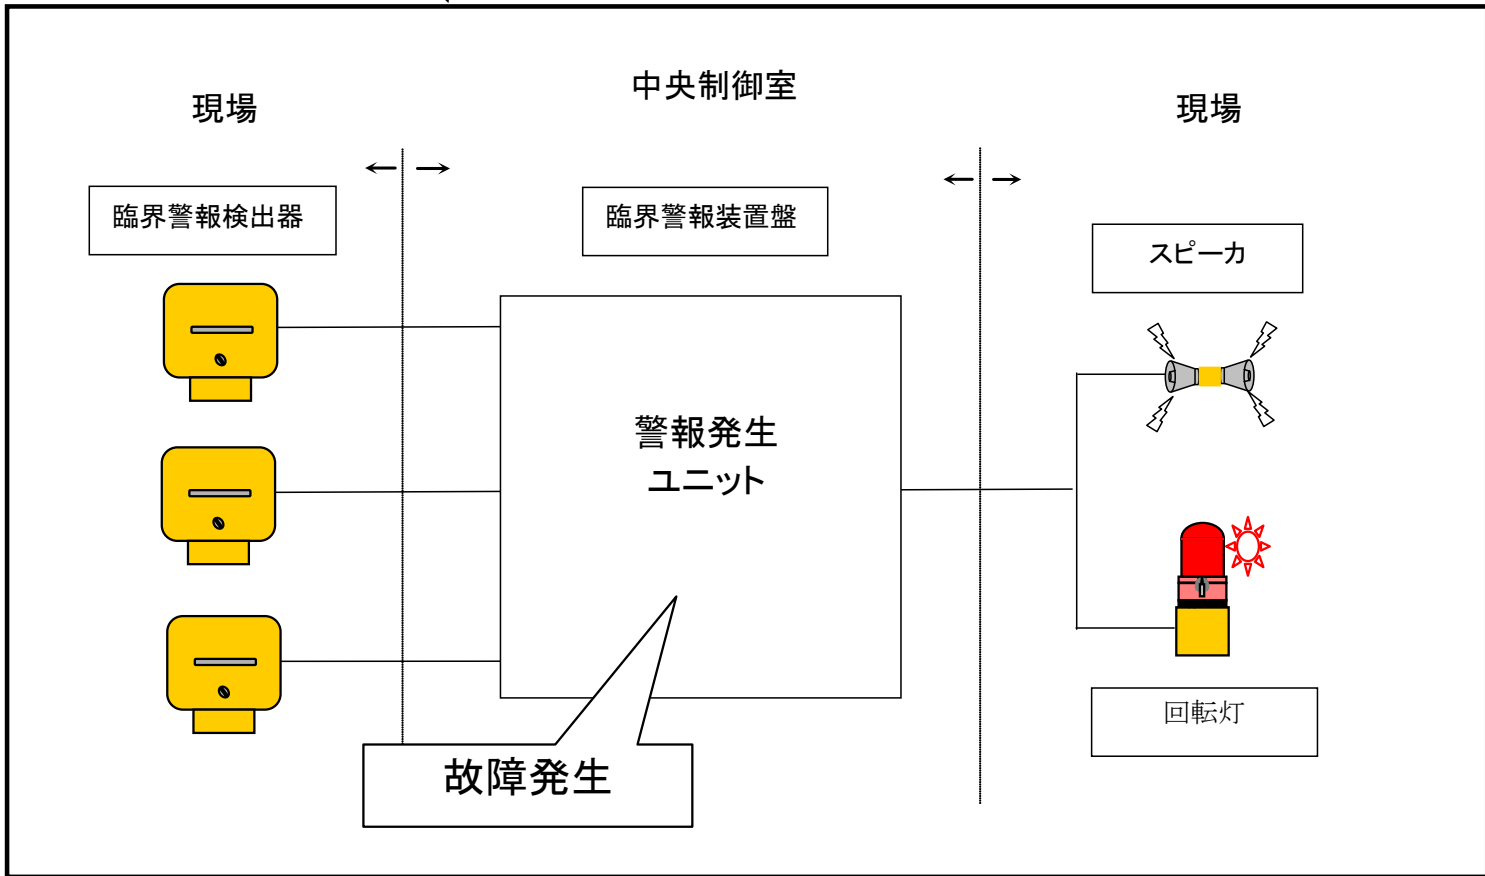 中央制御室
現場
現場
臨界警報検出器
臨界警報装置盤
スピーカ
警報発生
ユニット
回転灯
故障発生